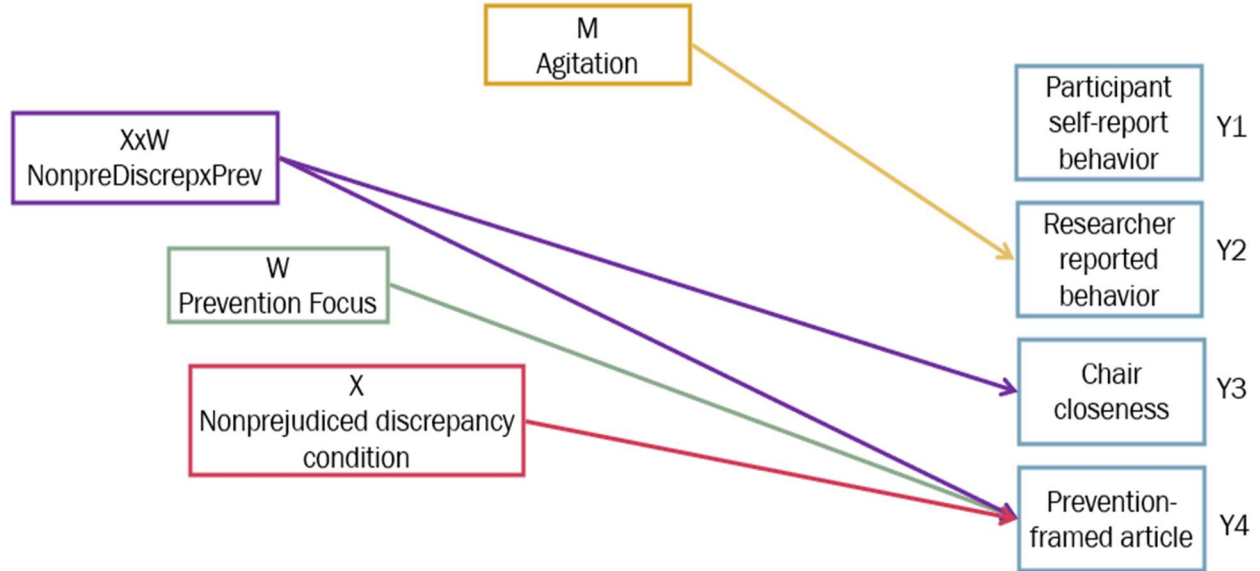 M
Agitation
Participant
self-report
behavior
Y1
XxW
NonpreDiscrepxPrev
Researcher
reported
behavior
Y2
W
Prevention Focus
X
Nonprejudiced discrepancy
condition
Chair
closeness
Y3
Prevention-
framed article
Y4